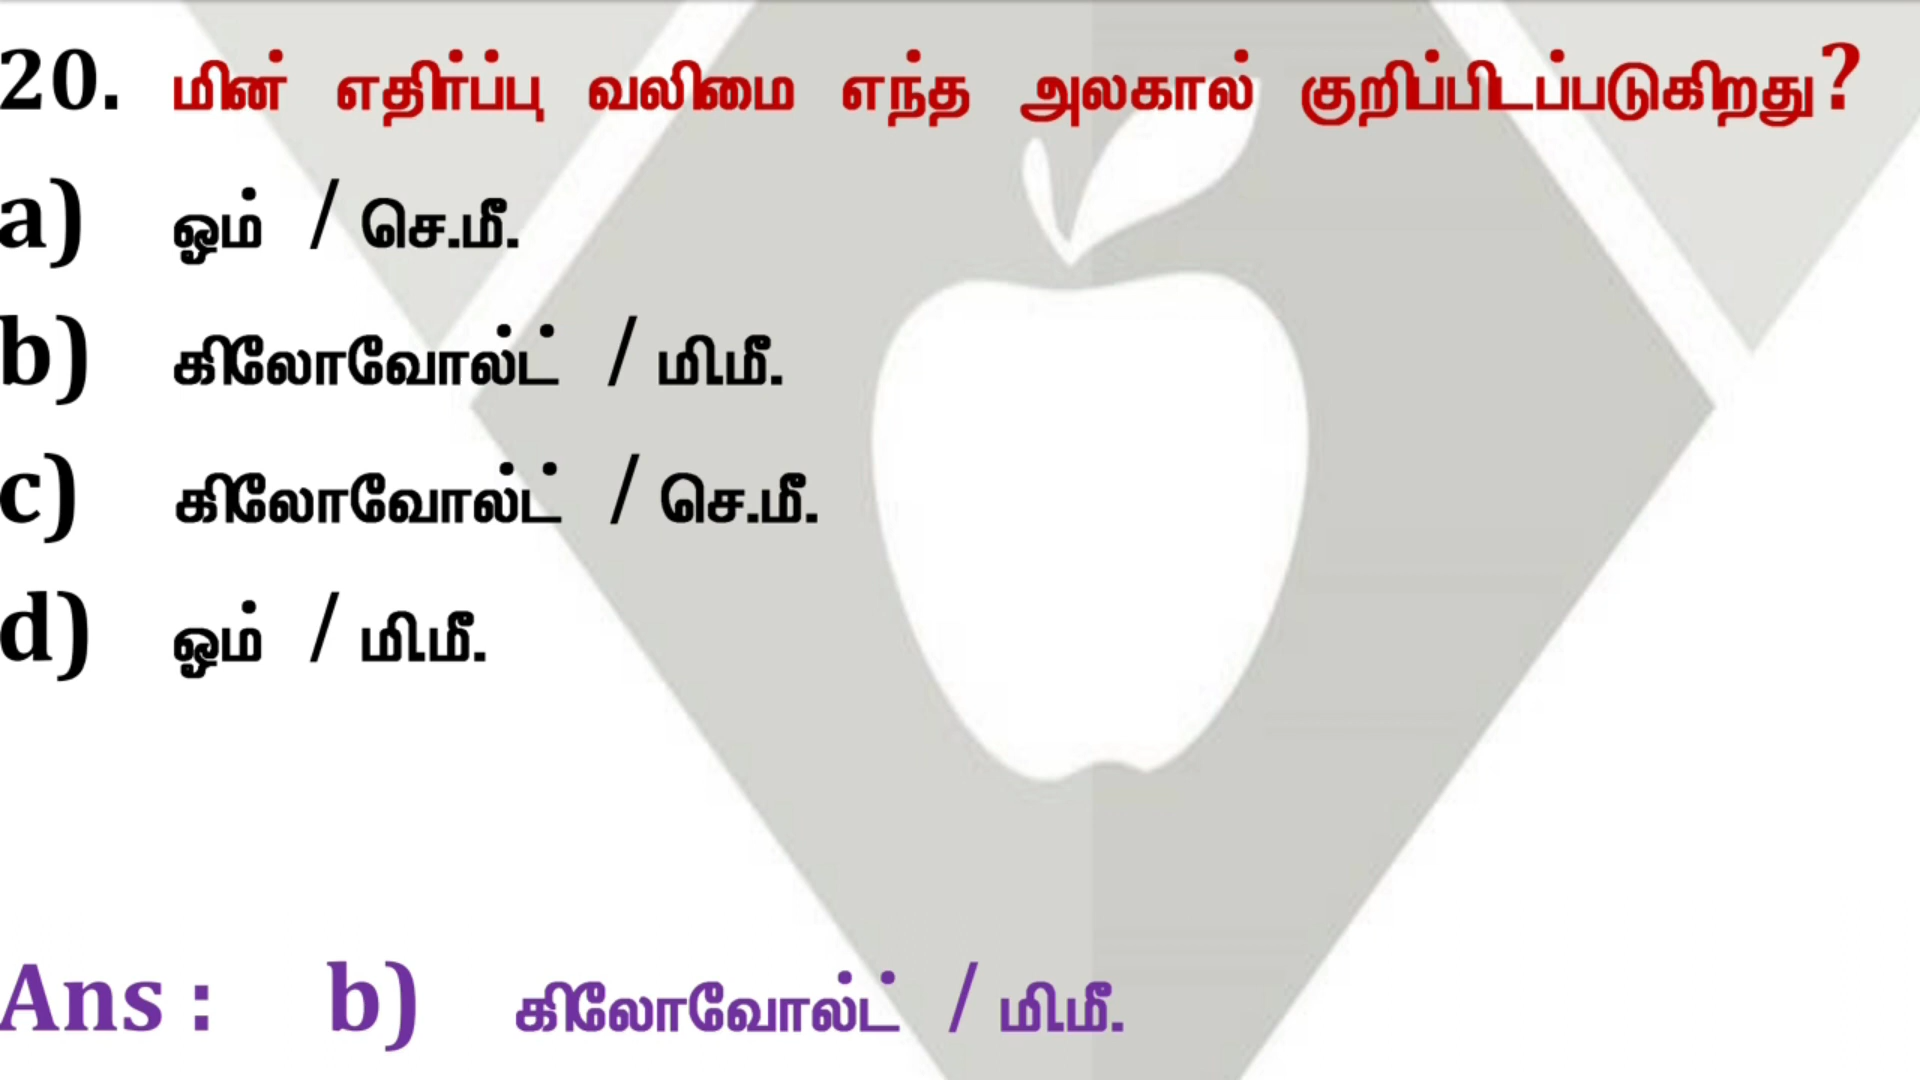 20. மின் எதிர்ப்பு வலிமை எந்த அலகால் குறிப்பிடப்படுகிறது?
a) ஓம் / செ.மீ.
b) கிலோவோல்ட் / மி.மீ.
c) கிலோவோல்ட் / செ.மீ.
d) ஓம் / மி.மீ.
Ans : b) கிலோவோல்ட் / மி.மீ.